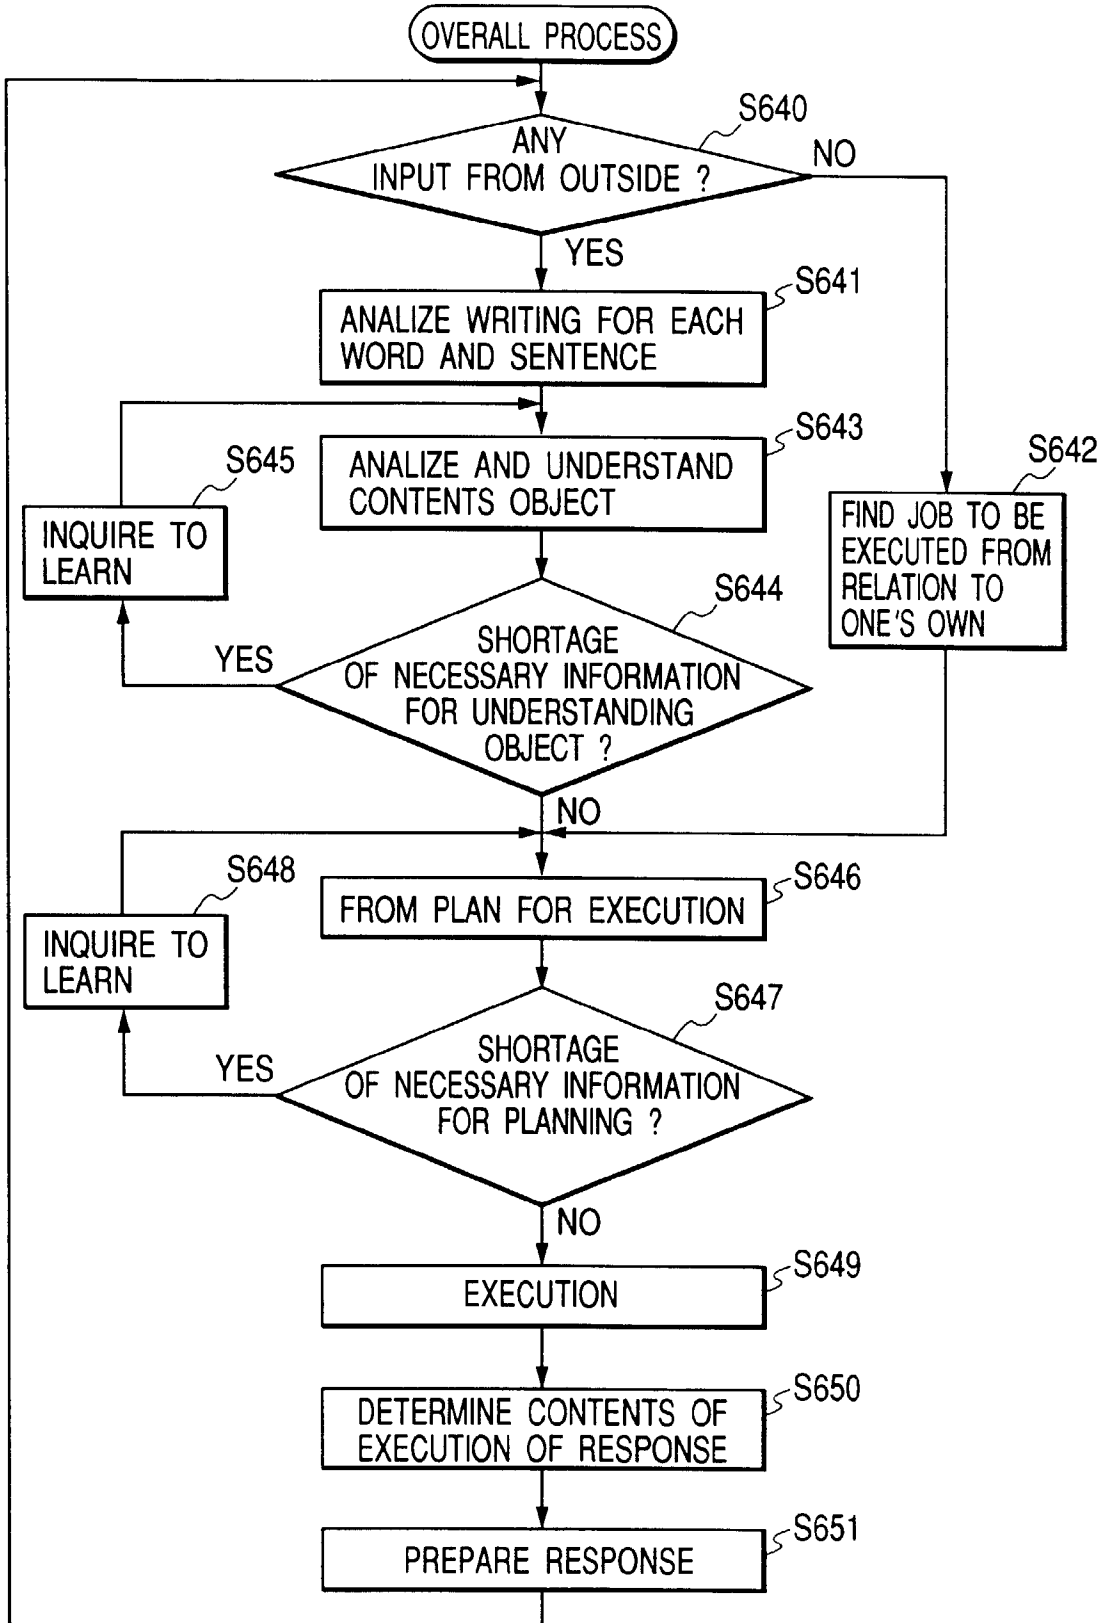 OVERALL PROCESS
S640
ANY
INPUT FROM OUTSIDE ?
NO
YES
S641
ANALIZE WRITING FOR EACH
WORD AND SENTENCE
S643
ANALIZE AND UNDERSTAND
CONTENTS OBJECT
S645
INQUIRE TO
LEARN
S642
FIND JOB TO BE
EXECUTED FROM
RELATION TO
ONE'S OWN
S644
SHORTAGE
OF NECESSARY INFORMATION
FOR UNDERSTANDING
OBJECT ?
YES
NO
S646
FROM PLAN FOR EXECUTION
S648
INQUIRE TO
LEARN
S647
SHORTAGE
OF NECESSARY INFORMATION
FOR PLANNING ?
YES
NO
S649
EXECUTION
S650
DETERMINE CONTENTS OF
EXECUTION OF RESPONSE
S651
PREPARE RESPONSE